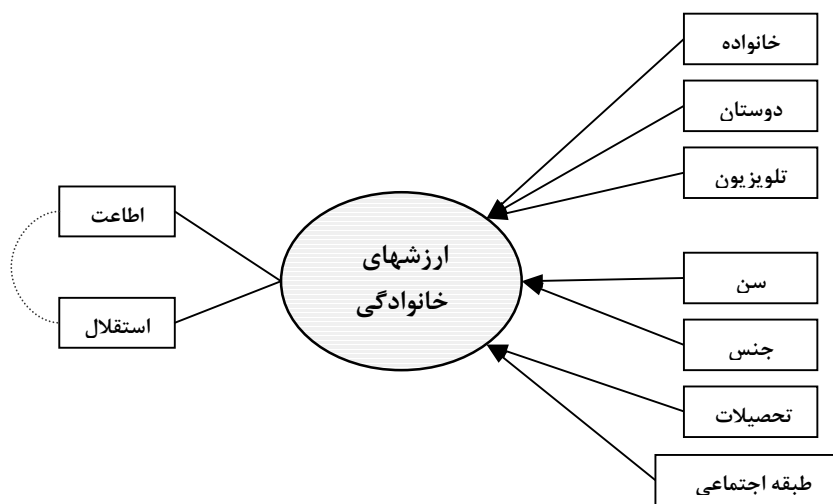 خانواده
دوستان
تلویزیون
سن
جنس
تحصیلات
طبقه اجتماعی
ارزشهای
خانوادگی
اطاعت
استقلال